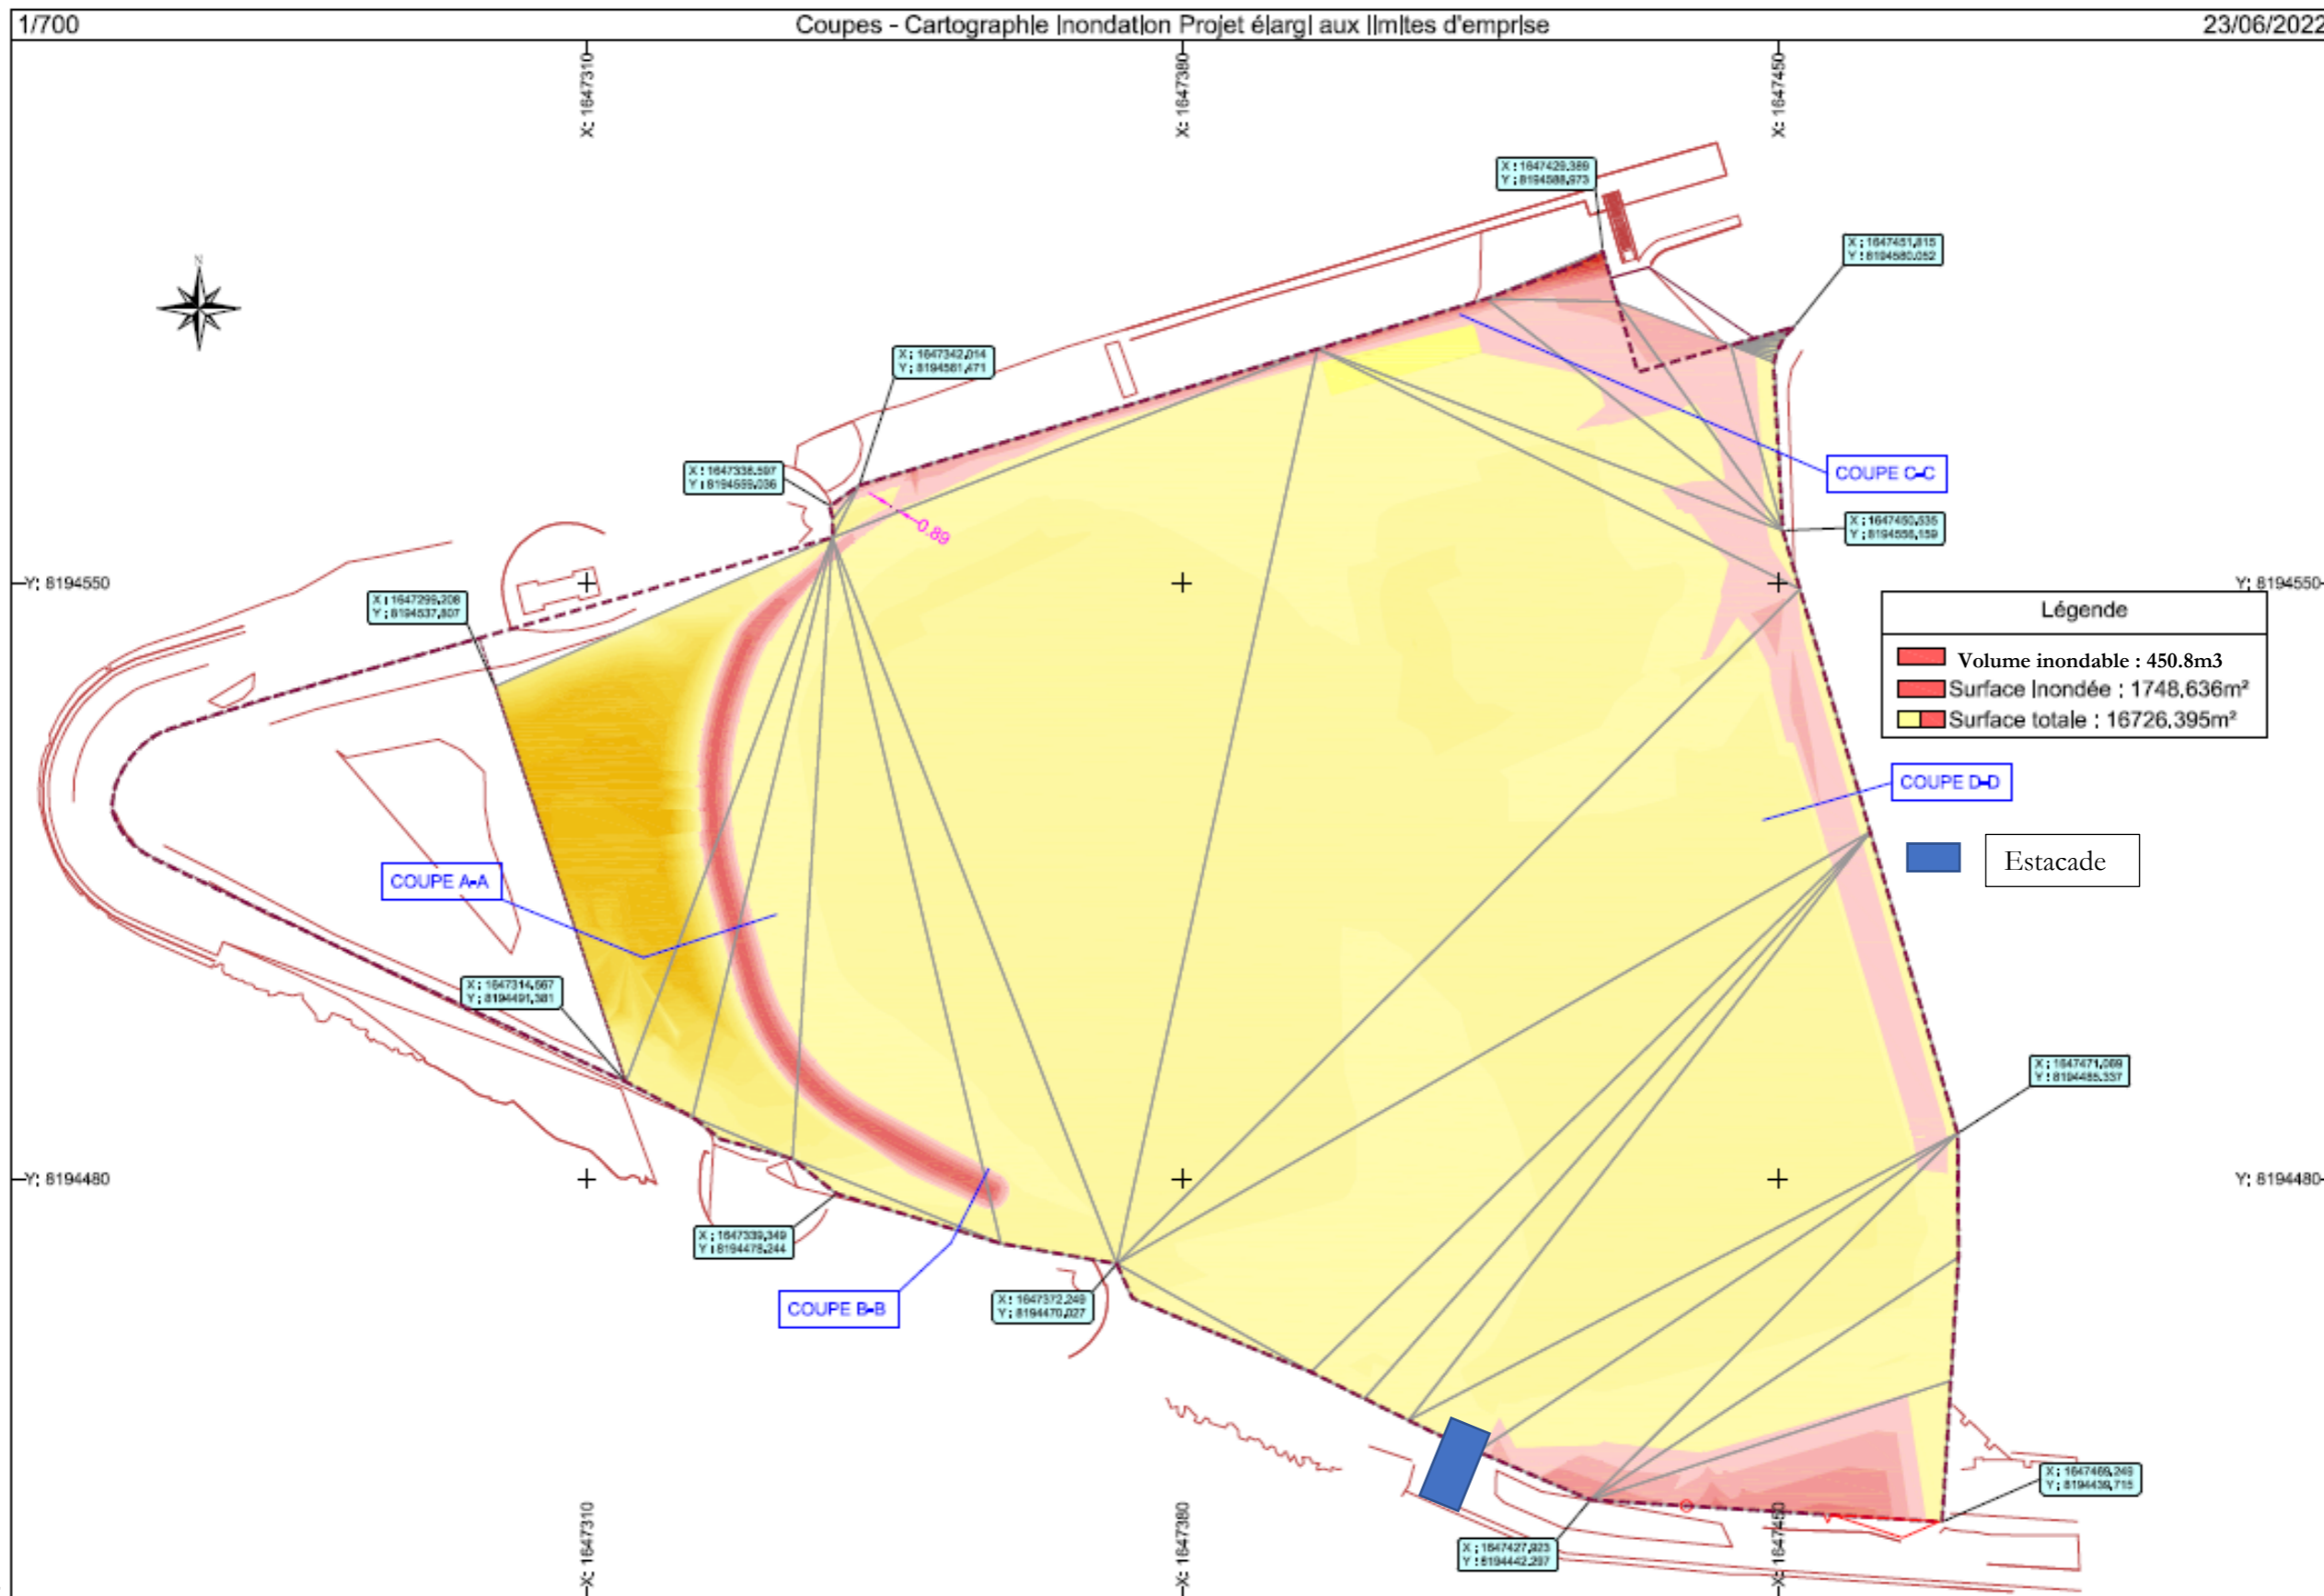 1/700
Coupes - Cartographie Inondation Projet élargi aux limites d'emprise
23/06/2022
X: 1647310
X: 1647380
X: 1647450
X : 1647429.389
Y : 8194588.973
X : 1647451.815
Y : 8194580.052
N
X : 1647342.014
Y : 8194561.471
COUPE C-C
X : 1647338.597
Y : 8194559.036
0.89
X : 1647450.535
Y : 8194556.159
Y: 8194550
Y: 8194550
X : 1647299.208
Y : 8194537.807
Légende
Volume inondable : 450.8m3
Surface Inondée : 1748.636m²
Surface totale : 16726.395m²
COUPE D-D
Estacade
COUPE A-A
X : 1647314.567
Y : 8194491.381
X : 1647471.069
Y : 8194485.337
Y: 8194480
Y: 8194480
X : 1647339.349
Y : 8194478.244
COUPE B-B
X : 1647372.249
Y : 8194470.027
X : 1647469.249
Y : 8194439.715
X : 1647427.923
Y : 8194442.297
X: 1647310
X: 1647380
X: 1647450